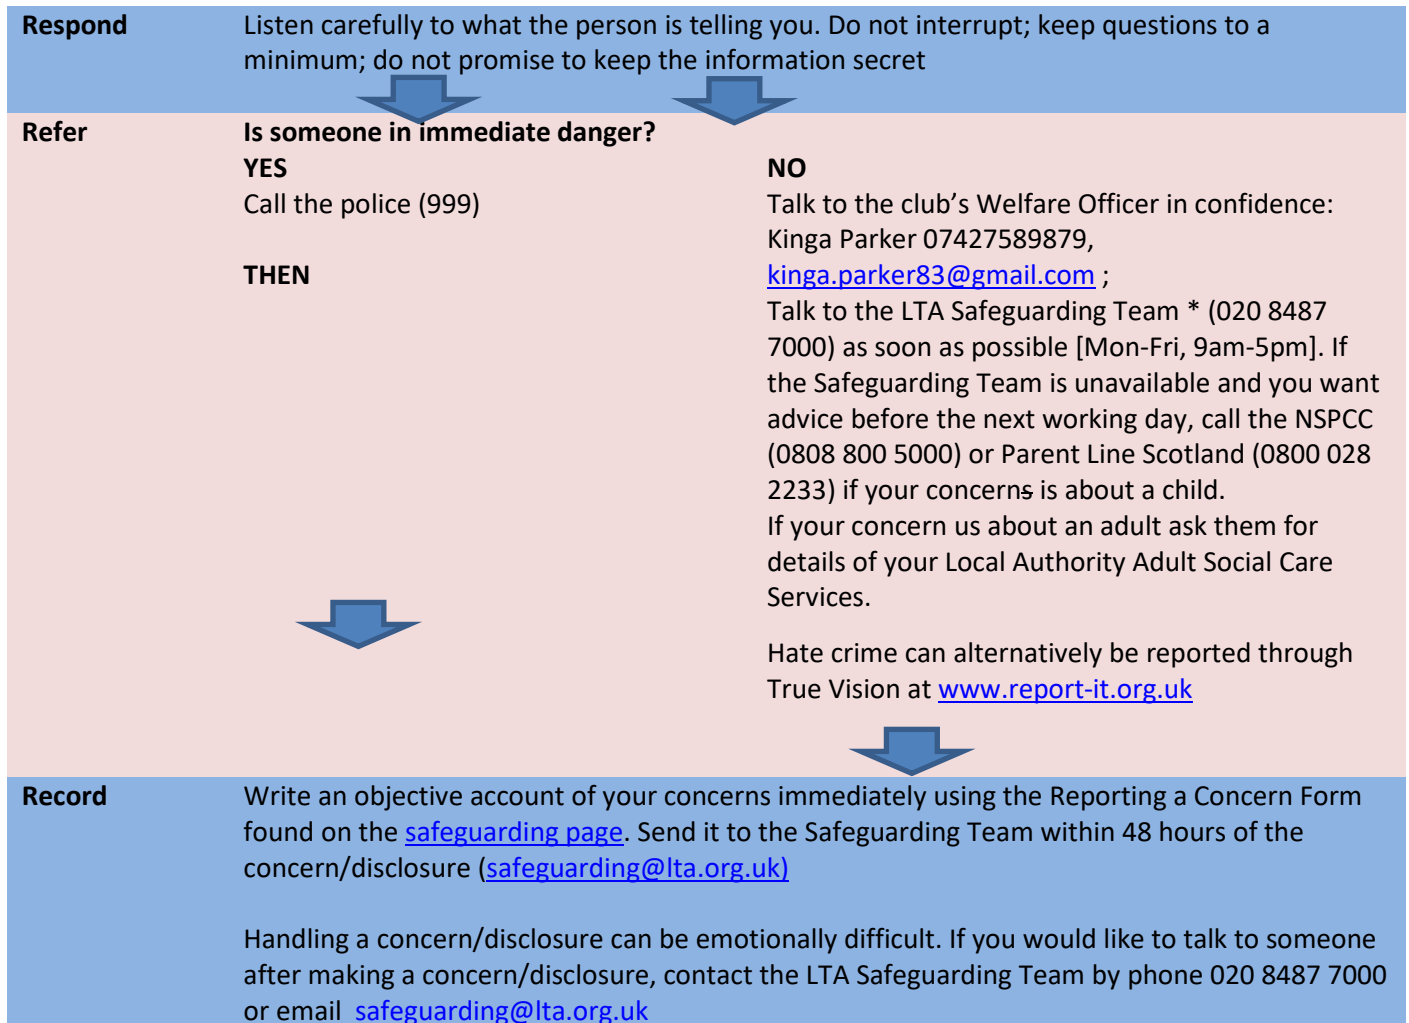 Respond
Listen carefully to what the person is telling you. Do not interrupt; keep questions to a
minimum; do not promise to keep the information secret
Refer
Is someone in immediate danger?
YES
Call the police (999)
THEN
NO
Talk to the club’s Welfare Officer in confidence:
Kinga Parker 07427589879,
kinga.parker83@gmail.com ;
Talk to the LTA Safeguarding Team * (020 8487
7000) as soon as possible [Mon-Fri, 9am-5pm]. If
the Safeguarding Team is unavailable and you want
advice before the next working day, call the NSPCC
(0808 800 5000) or Parent Line Scotland (0800 028
2233) if your concerns is about a child.
If your concern us about an adult ask them for
details of your Local Authority Adult Social Care
Services.
Hate crime can alternatively be reported through
True Vision at www.report-it.org.uk
Record
Write an objective account of your concerns immediately using the Reporting a Concern Form
found on the safeguarding page. Send it to the Safeguarding Team within 48 hours of the
concern/disclosure (safeguarding@lta.org.uk)
Handling a concern/disclosure can be emotionally difficult. If you would like to talk to someone
after making a concern/disclosure, contact the LTA Safeguarding Team by phone 020 8487 7000
or email safeguarding@lta.org.uk